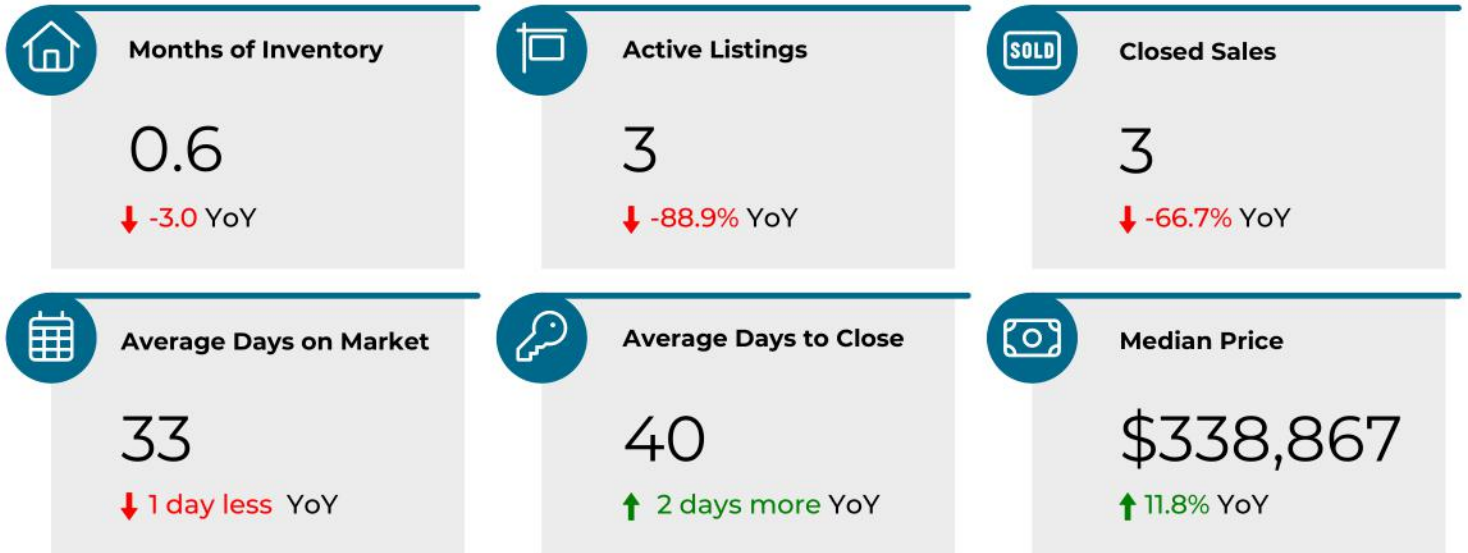 Months of Inventory
0.6
-3.0 YoY
Active Listings
3
-88.9% YoY
SOLD
Closed Sales
3
-66.7% YoY
Average Days on Market
33
1 day less YoY
Average Days to Close
40
2 days more YoY
Median Price
$338,867
11.8% YoY